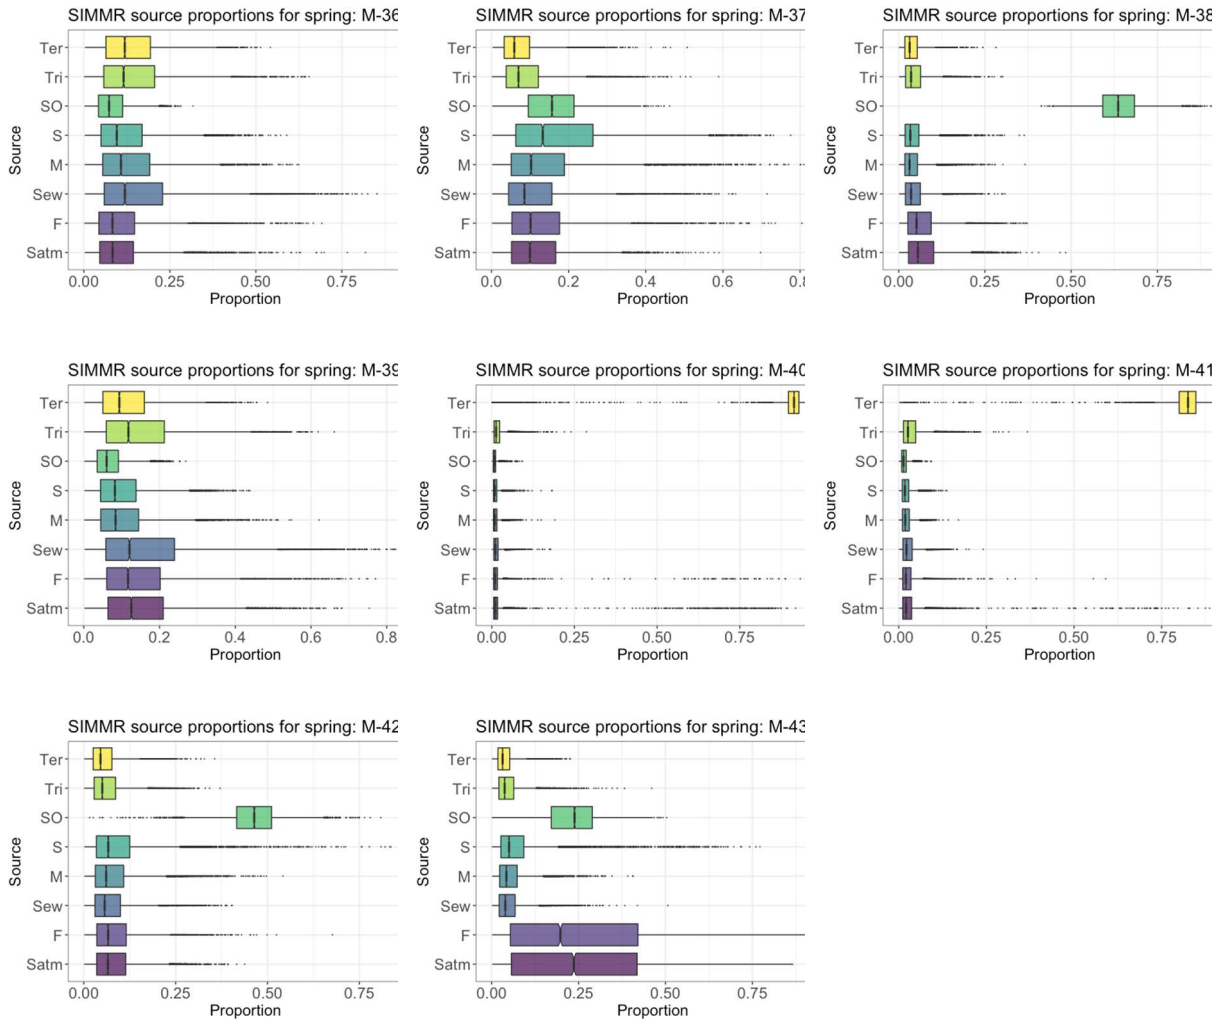 SIMMR source proportions for spring: M-36
Source
Ter
Tri
SO
S
M
Sew
F
Satm
0.00 0.25 0.50 0.75
Proportion
SIMMR source proportions for spring: M-37
Source
Ter
Tri
SO
S
M
Sew
F
Satm
0.0 0.2 0.4 0.6 0.8
Proportion
SIMMR source proportions for spring: M-38
Source
Ter
Tri
SO
S
M
Sew
F
Satm
0.00 0.25 0.50 0.75
Proportion
SIMMR source proportions for spring: M-39
Source
Ter
Tri
SO
S
M
Sew
F
Satm
0.0 0.2 0.4 0.6 0.8
Proportion
SIMMR source proportions for spring: M-40
Source
Ter
Tri
SO
S
M
Sew
F
Satm
0.00 0.25 0.50 0.75
Proportion
SIMMR source proportions for spring: M-41
Source
Ter
Tri
SO
S
M
Sew
F
Satm
0.00 0.25 0.50 0.75
Proportion
SIMMR source proportions for spring: M-42
Source
Ter
Tri
SO
S
M
Sew
F
Satm
0.00 0.25 0.50 0.75
Proportion
SIMMR source proportions for spring: M-43
Source
Ter
Tri
SO
S
M
Sew
F
Satm
0.00 0.25 0.50 0.75
Proportion